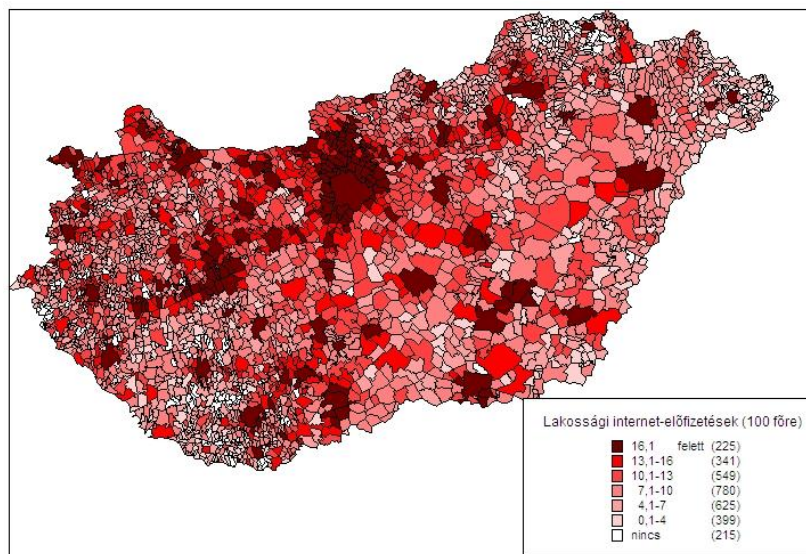 Lakossági internet-előfizetések (100 főre)
16,1 felett (225)
13,1-16 (341)
10,1-13 (549)
7,1-10 (780)
4,1-7 (625)
0,1-4 (399)
nincs (215)